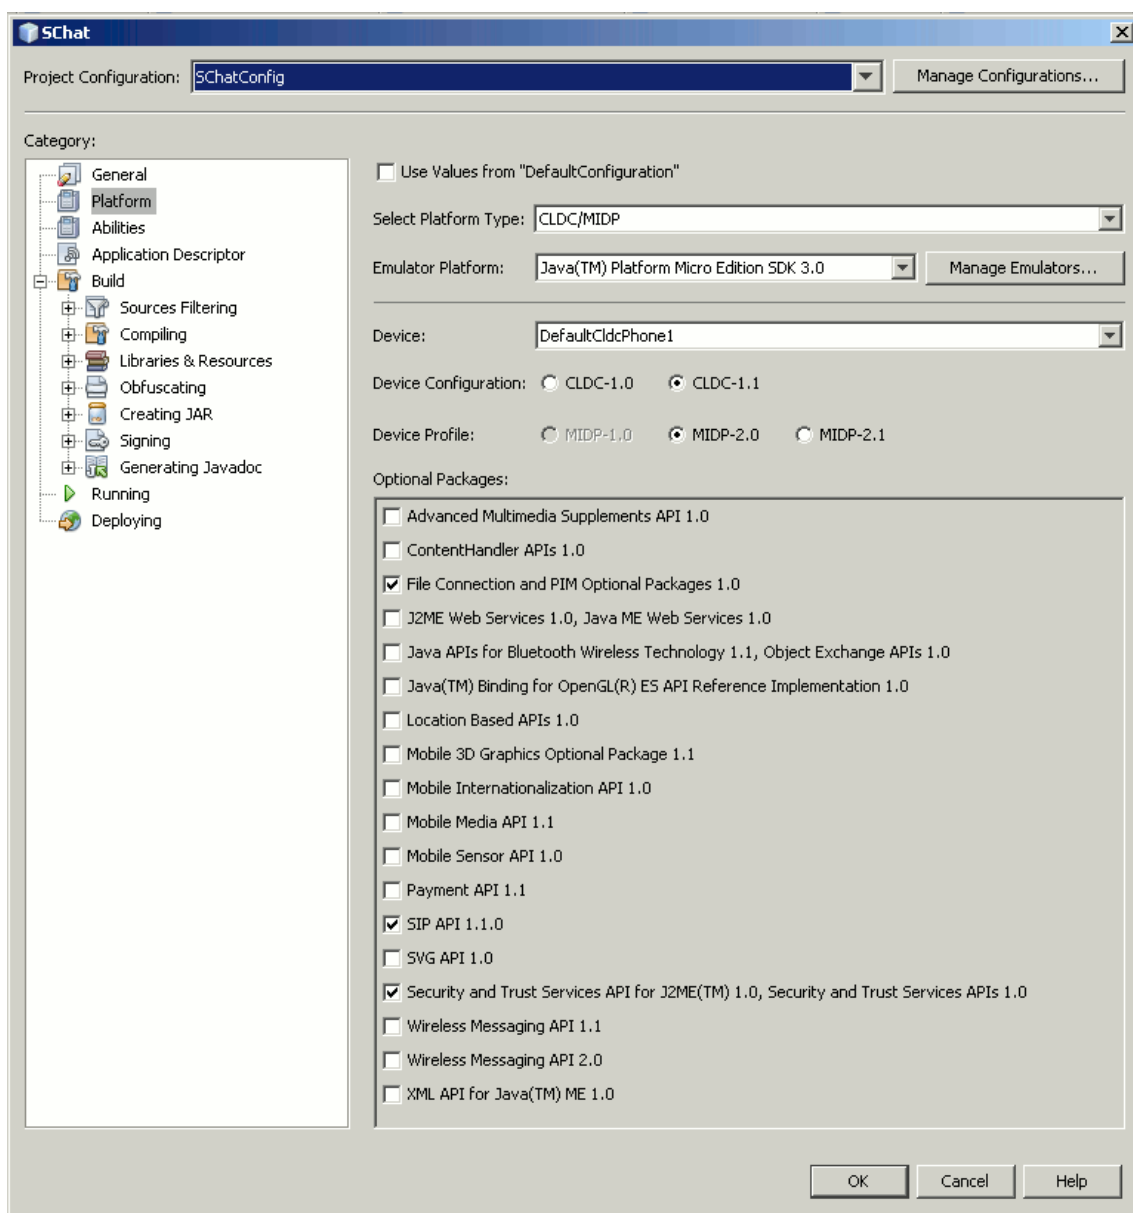 SChat
Project Configuration: SChatConfig Manage Configurations...
Category:
General
Platform
Abilities
Application Descriptor
Build
Sources Filtering
Compiling
Libraries & Resources
Obfuscating
Creating JAR
Signing
Generating Javadoc
Running
Deploying
Use Values from "DefaultConfiguration"
Select Platform Type: CLDC/MIDP
Emulator Platform: Java(TM) Platform Micro Edition SDK 3.0 Manage Emulators...
Device: DefaultCldcPhone1
Device Configuration: CLDC-1.0 CLDC-1.1
Device Profile: MIDP-1.0 MIDP-2.0 MIDP-2.1
Optional Packages:
Advanced Multimedia Supplements API 1.0
ContentHandler APIs 1.0
File Connection and PIM Optional Packages 1.0
J2ME Web Services 1.0, Java ME Web Services 1.0
Java APIs for Bluetooth Wireless Technology 1.1, Object Exchange APIs 1.0
Java(TM) Binding for OpenGL(R) ES API Reference Implementation 1.0
Location Based APIs 1.0
Mobile 3D Graphics Optional Package 1.1
Mobile Internationalization API 1.0
Mobile Media API 1.1
Mobile Sensor API 1.0
Payment API 1.1
SIP API 1.1.0
SVG API 1.0
Security and Trust Services API for J2ME(TM) 1.0, Security and Trust Services APIs 1.0
Wireless Messaging API 1.1
Wireless Messaging API 2.0
XML API for Java(TM) ME 1.0
OK Cancel Help